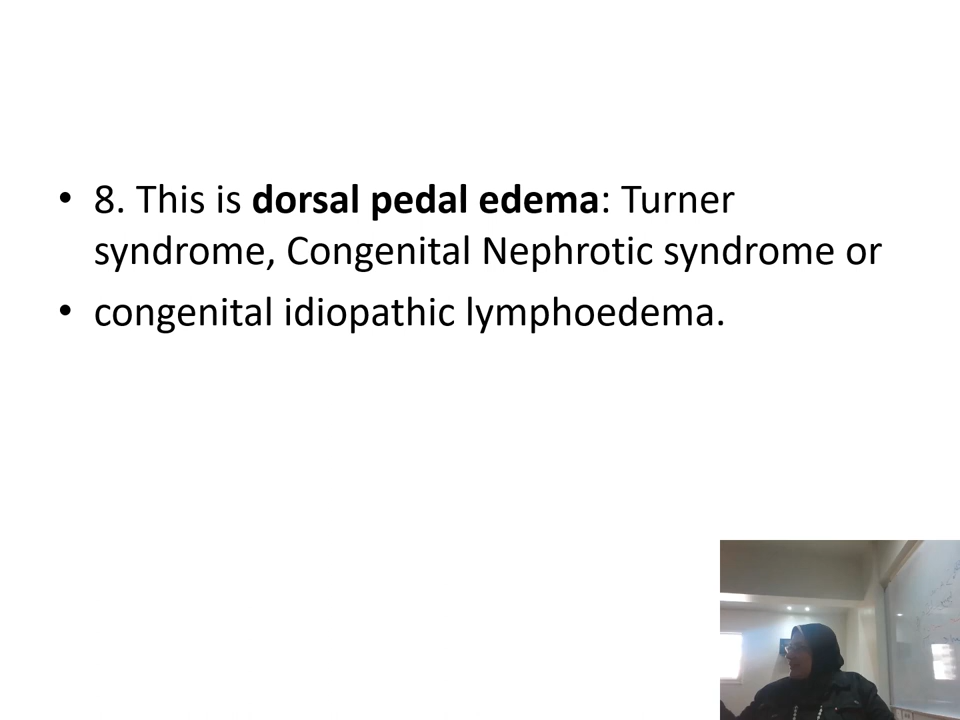 • 8. This is dorsal pedal edema: Turner
syndrome, Congenital Nephrotic syndrome or
• congenital idiopathic lymphoedema.